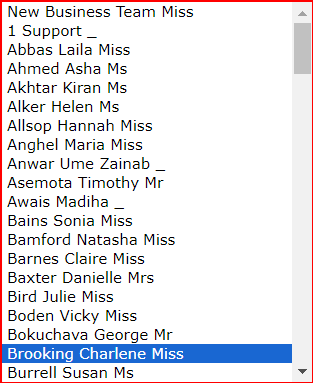 New Business Team Miss
1 Support _
Abbas Laila Miss
Ahmed Asha Ms
Akhtar Kiran Ms
Alker Helen Ms
Allsop Hannah Miss
Anghel Maria Miss
Anwar Ume Zainab _
Asemota Timothy Mr
Awais Madiha _
Bains Sonia Miss
Bamford Natasha Miss
Barnes Claire Miss
Baxter Danielle Mrs
Bird Julie Miss
Boden Vicky Miss
Bokuchava George Mr
Brooking Charlene Miss
Burrell Susan Ms